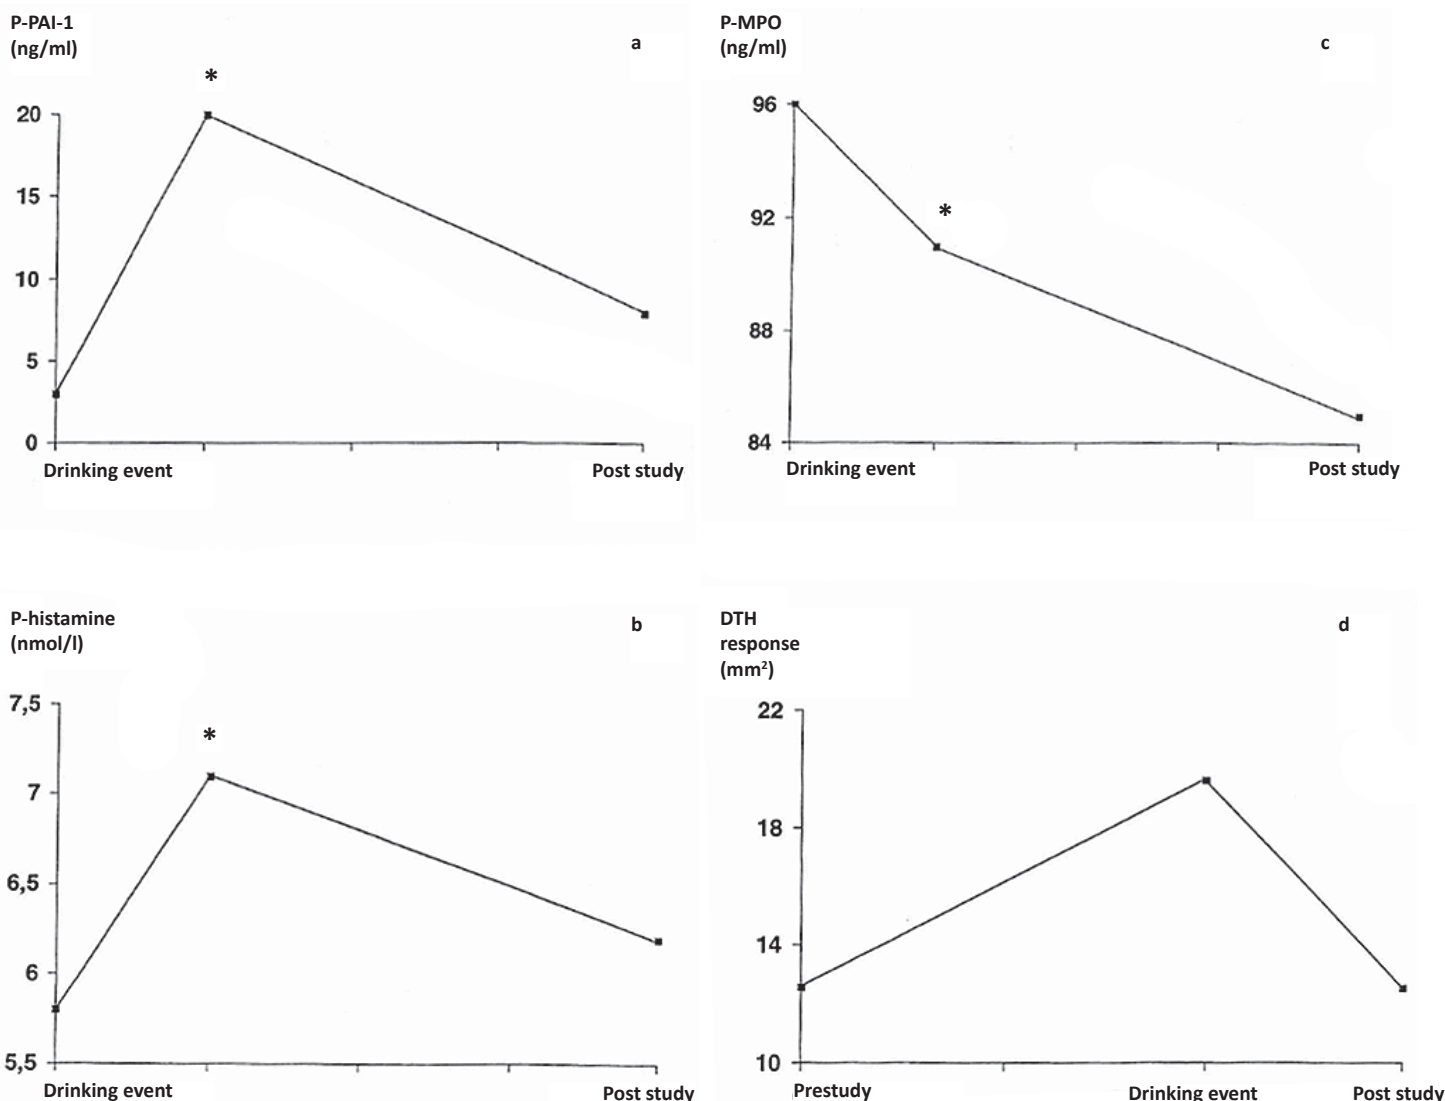 P-PAI-1
(ng/ml)
a
*
20
15
10
5
0
Drinking event
Post study
P-MPO
(ng/ml)
c
96
*
92
88
84
Drinking event
Post study
P-histamine
(nmol/l)
b
7,5
*
7
6,5
6
5,5
Drinking event
Post study
DTH
response
(mm²)
d
22
18
14
10
Prestudy
Drinking event
Post study